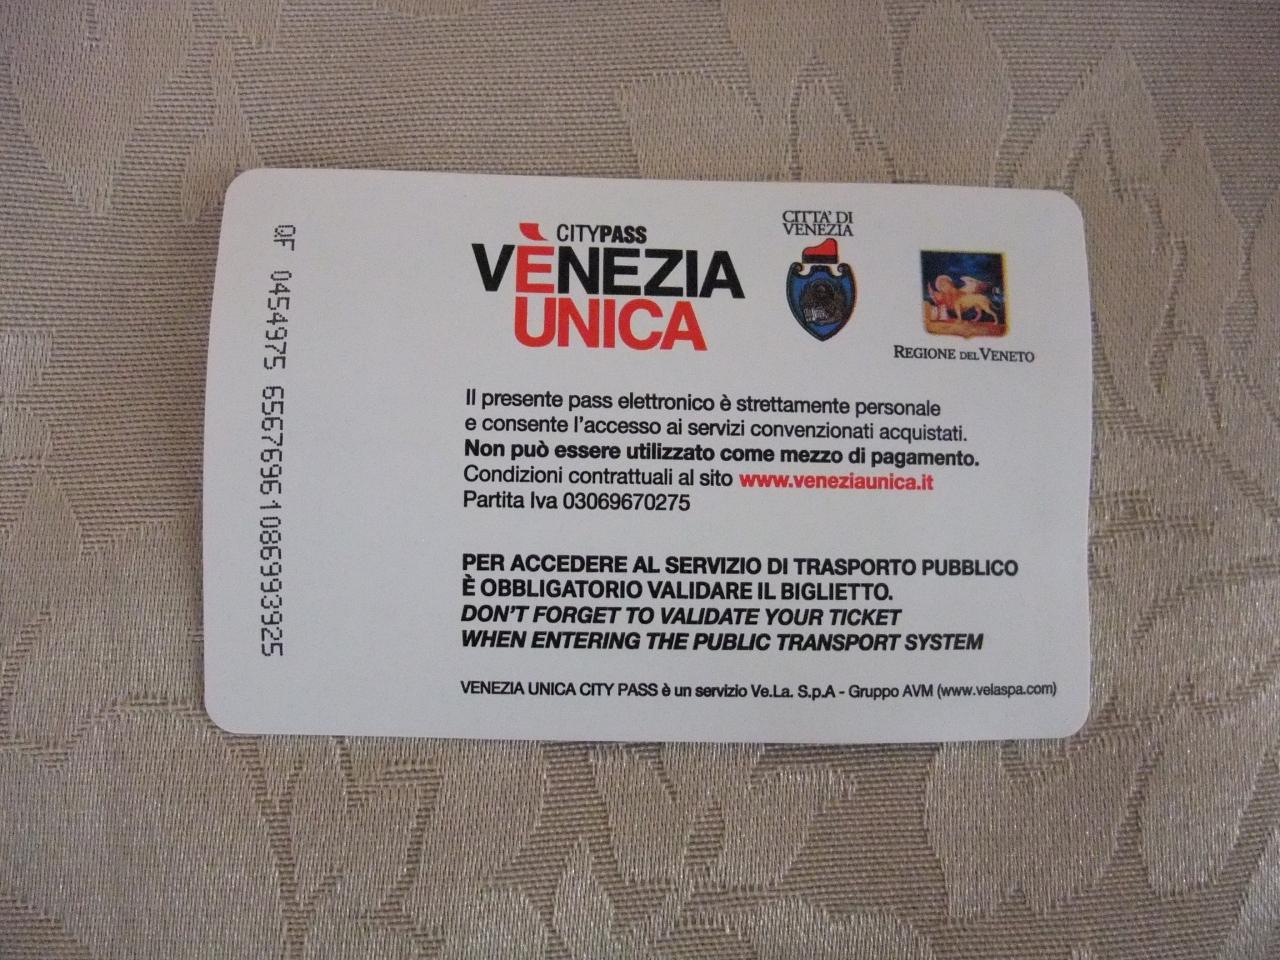 QF 0454975 65676961086993925
CITYPASS
VÈNEZIA
UNICA
CITTA' DI
VENEZIA
REGIONE DEL VENETO
Il presente pass elettronico è strettamente personale
e consente l'accesso ai servizi convenzionati acquistati.
Non può essere utilizzato come mezzo di pagamento.
Condizioni contrattuali al sito www.veneziaunica.it
Partita Iva 03069670275
PER ACCEDERE AL SERVIZIO DI TRASPORTO PUBBLICO
È OBBLIGATORIO VALIDARE IL BIGLIETTO.
DON'T FORGET TO VALIDATE YOUR TICKET
WHEN ENTERING THE PUBLIC TRANSPORT SYSTEM
VENEZIA UNICA CITY PASS è un servizio Ve.La. S.p.A - Gruppo AVM (www.velaspa.com)